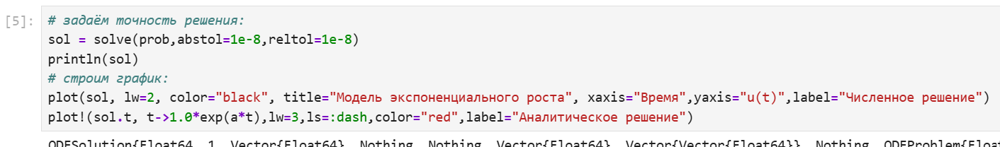 [5]:
# задаём точность решения:
sol = solve(prob,abstol=1e-8,reltol=1e-8)
println(sol)
# строим график:
plot(sol, lw=2, color="black", title="Модель экспоненциального роста", xaxis="Время",yaxis="u(t)",label="Численное решение")
plot!(sol.t, t->1.0*exp(a*t),lw=3,ls=:dash,color="red",label="Аналитическое решение")
ODESolution{Float64, 1, Vector{Float64}, Nothing, Nothing, Vector{Float64}, Vector{Vector{Float64}}, Nothing, ODEProblem{Float